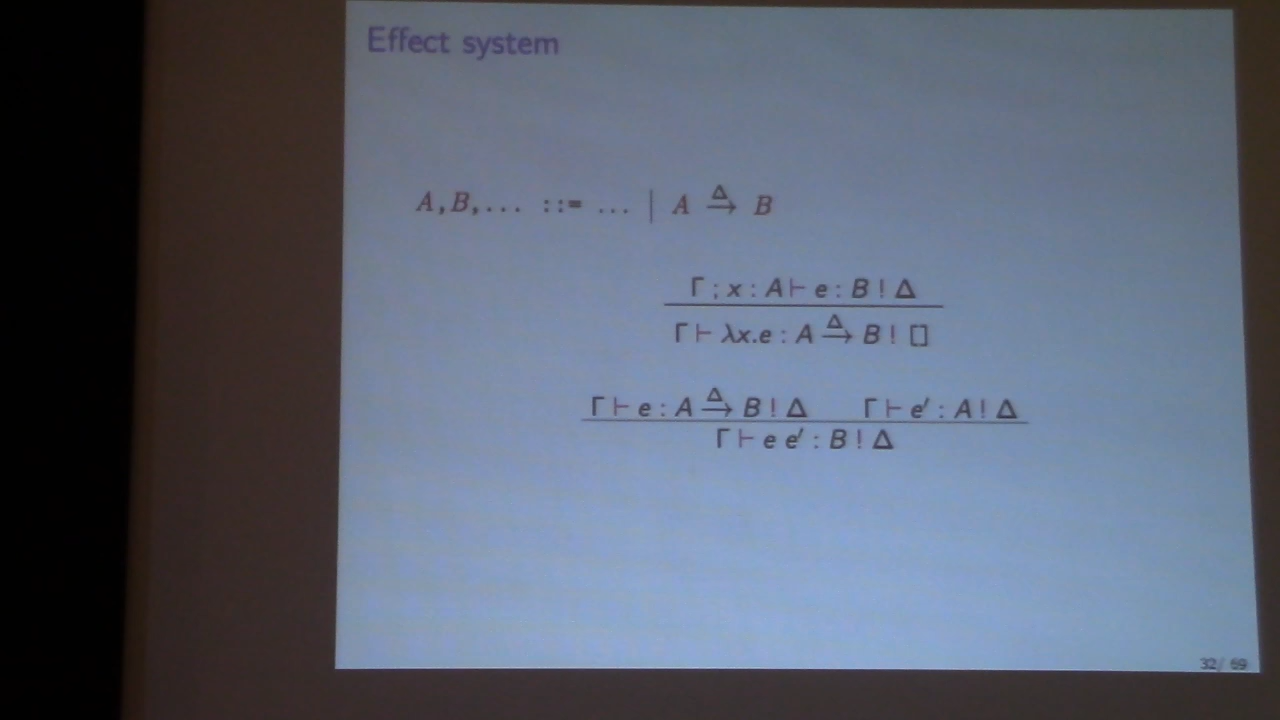 Effect system
A,B,... ::= ... | A →^Δ B
Γ ; x : A ⊢ e : B ! Δ
Γ ⊢ λx.e : A →^Δ B ! []
Γ ⊢ e : A →^Δ B ! Δ Γ ⊢ e′ : A ! Δ
Γ ⊢ e e′ : B ! Δ
32/ 69